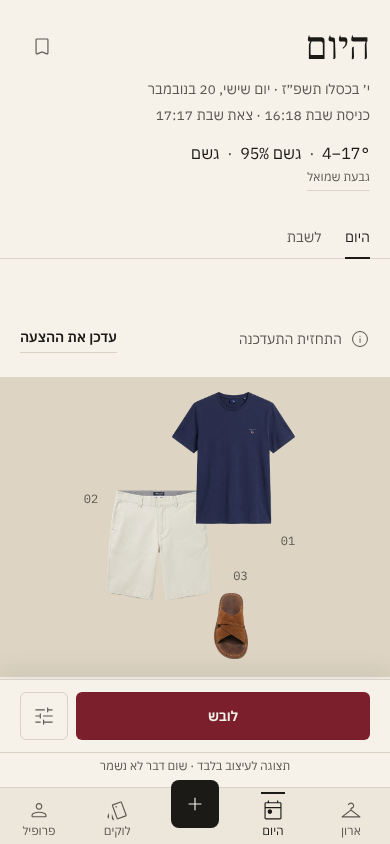 היום
י׳ בכסלו תשפ״ז · יום שישי, 20 בנובמבר
כניסת שבת 16:18 · צאת שבת 17:17
4–17° · גשם 95% · גשם
גבעת שמואל
היום
לשבת
התחזית התעדכנה
עדכן את ההצעה
02
01
03
לובש
תצוגה לעיצוב בלבד · שום דבר לא נשמר
ארון
היום
לוקים
פרופיל